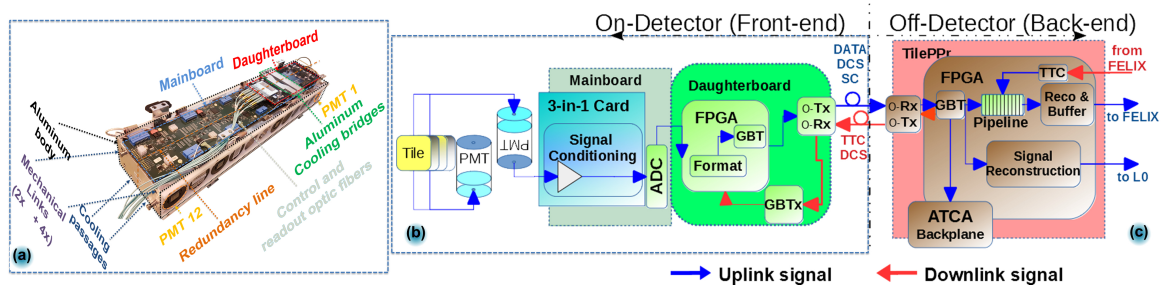 On-Detector (Front-end)
Off-Detector (Back-end)
Daughterboard
Mainboard
PMT 1
Aluminum
Cooling bridges
Aluminum
body
Mechanical
Links
(2x + 4x)
Cooling
passages
PMT 12
Redundancy line
Control and
readout optic fibers
(a)
DATA
DCS
SC
Mainboard
3-in-1 Card
Signal
Conditioning
Tile
PMT
PMT
ADC
Daughterboard
FPGA
GBT
Format
GBTx
O-Tx
O-Rx
TTC
DCS
(b)
TilePPr
from
FELIX
FPGA
TTC
O-Rx
O-Tx
GBT
Pipeline
Reco &
Buffer
to FELIX
Signal
Reconstruction
to L0
ATCA
Backplane
(c)
Uplink signal
Downlink signal